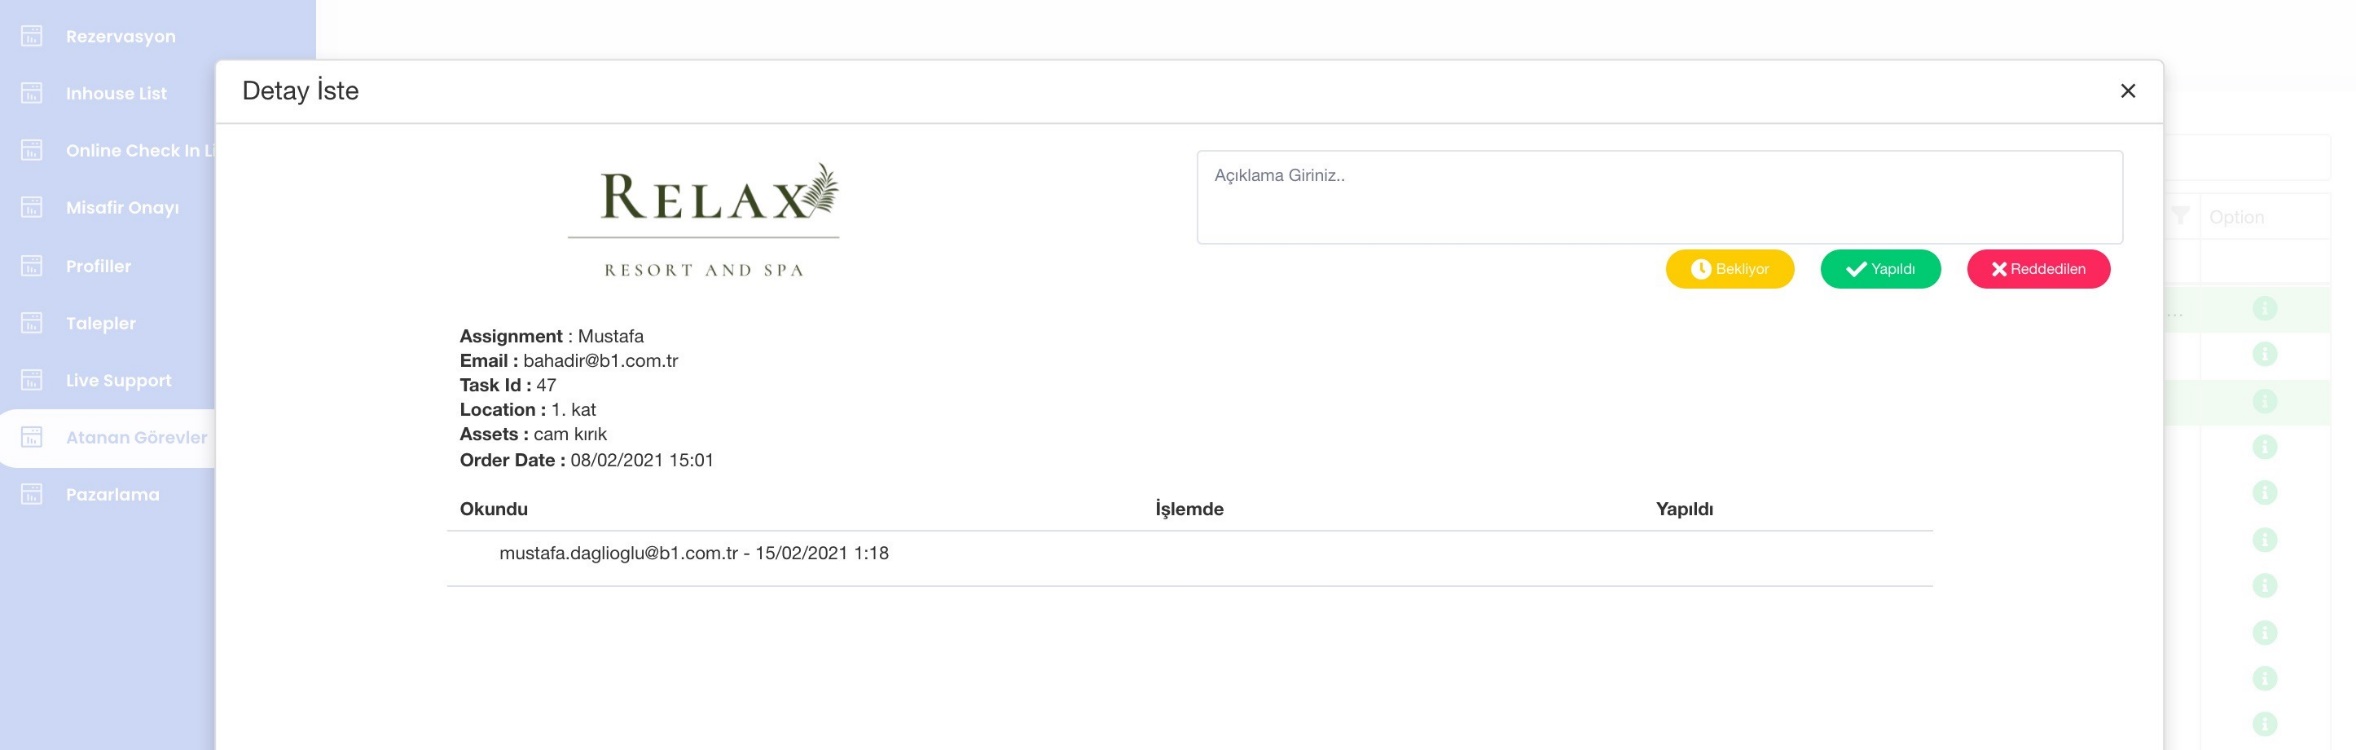 Rezervasyon
Inhouse List
Online Check In Li
Misafir Onayı
Profiller
Talepler
Live Support
Atanan Görevler
Pazarlama
Detay İste
RELAX
RESORT AND SPA
Açıklama Giriniz..
Bekliyor
Yapıldı
Reddedilen
Assignment : Mustafa
Email : bahadir@b1.com.tr
Task Id : 47
Location : 1. kat
Assets : cam kırık
Order Date : 08/02/2021 15:01
Okundu İşlemde Yapıldı
mustafa.daglioglu@b1.com.tr - 15/02/2021 1:18
Option
...